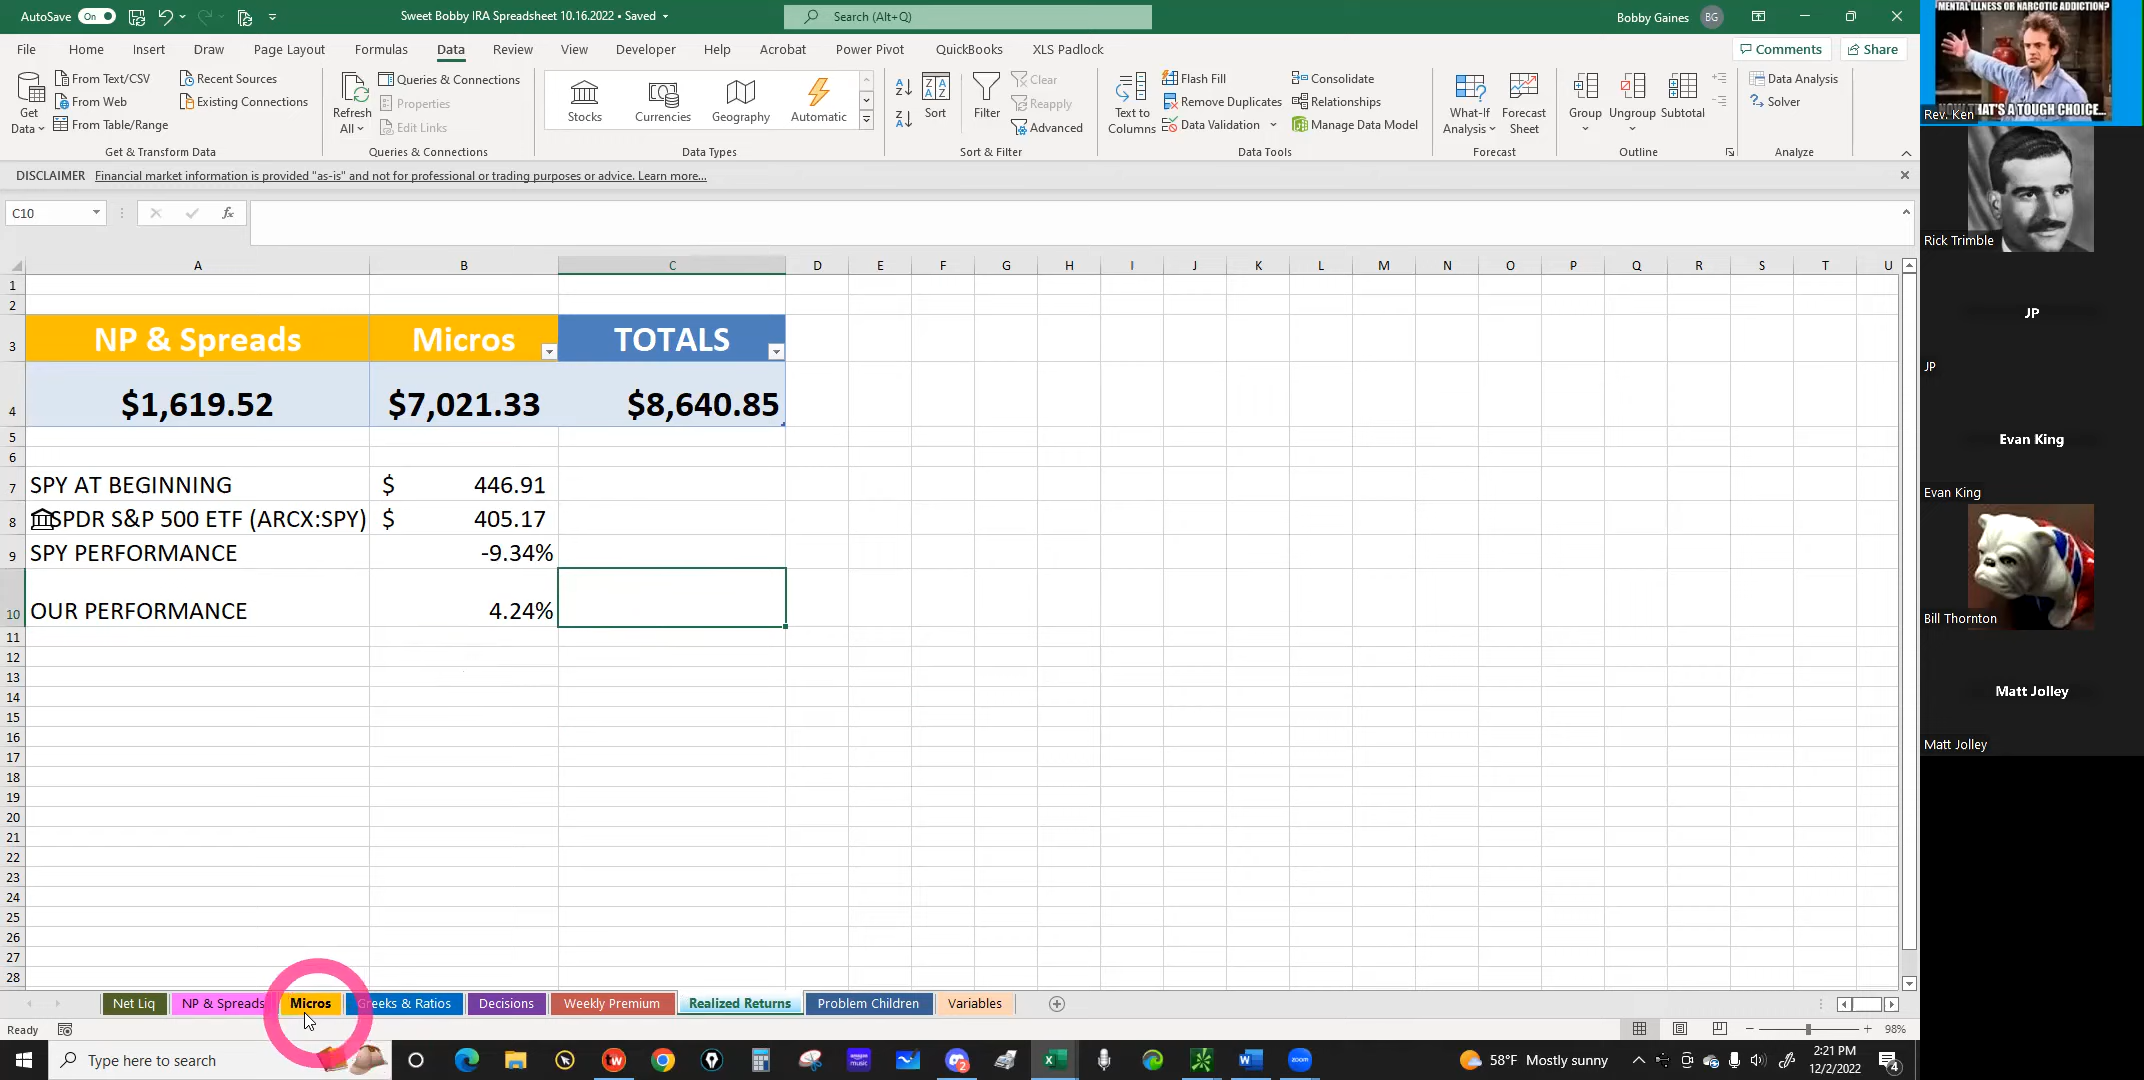 AutoSave On Sweet Bobby IRA Spreadsheet 10.16.2022 • Saved Search (Alt+Q) Bobby Gaines BG
File Home Insert Draw Page Layout Formulas Data Review View Developer Help Acrobat Power Pivot QuickBooks XLS Padlock Comments Share
Get Data
From Text/CSV
From Web
From Table/Range
Recent Sources
Existing Connections
Get & Transform Data
Refresh All
Queries & Connections
Properties
Edit Links
Queries & Connections
Stocks Currencies Geography Automatic
Data Types
Sort
Filter
Clear
Reapply
Advanced
Sort & Filter
Text to Columns
Flash Fill
Remove Duplicates
Data Validation
Consolidate
Relationships
Manage Data Model
Data Tools
What-If Analysis
Forecast Sheet
Forecast
Group Ungroup Subtotal
Outline
Data Analysis
Solver
Analyze
DISCLAIMER Financial market information is provided "as-is" and not for professional or trading purposes or advice. Learn more...
C10 fx
A B C D E F G H I J K L M N O P Q R S T U
1
2
3 NP & Spreads Micros TOTALS
4 $1,619.52 $7,021.33 $8,640.85
5
6
7 SPY AT BEGINNING $ 446.91
8 SPDR S&P 500 ETF (ARCX:SPY) $ 405.17
9 SPY PERFORMANCE -9.34%
10 OUR PERFORMANCE 4.24%
11
12
13
14
15
16
17
18
19
20
21
22
23
24
25
26
27
28
Net Liq NP & Spreads Micros Greeks & Ratios Decisions Weekly Premium Realized Returns Problem Children Variables
Ready 98%
Type here to search 58°F Mostly sunny 2:21 PM
12/2/2022
MENTAL ILLNESS OR NARCOTIC ADDICTION?
NOW THAT'S A TOUGH CHOICE...
Rev. Ken
Rick Trimble
JP
JP
Evan King
Evan King
Bill Thornton
Matt Jolley
Matt Jolley